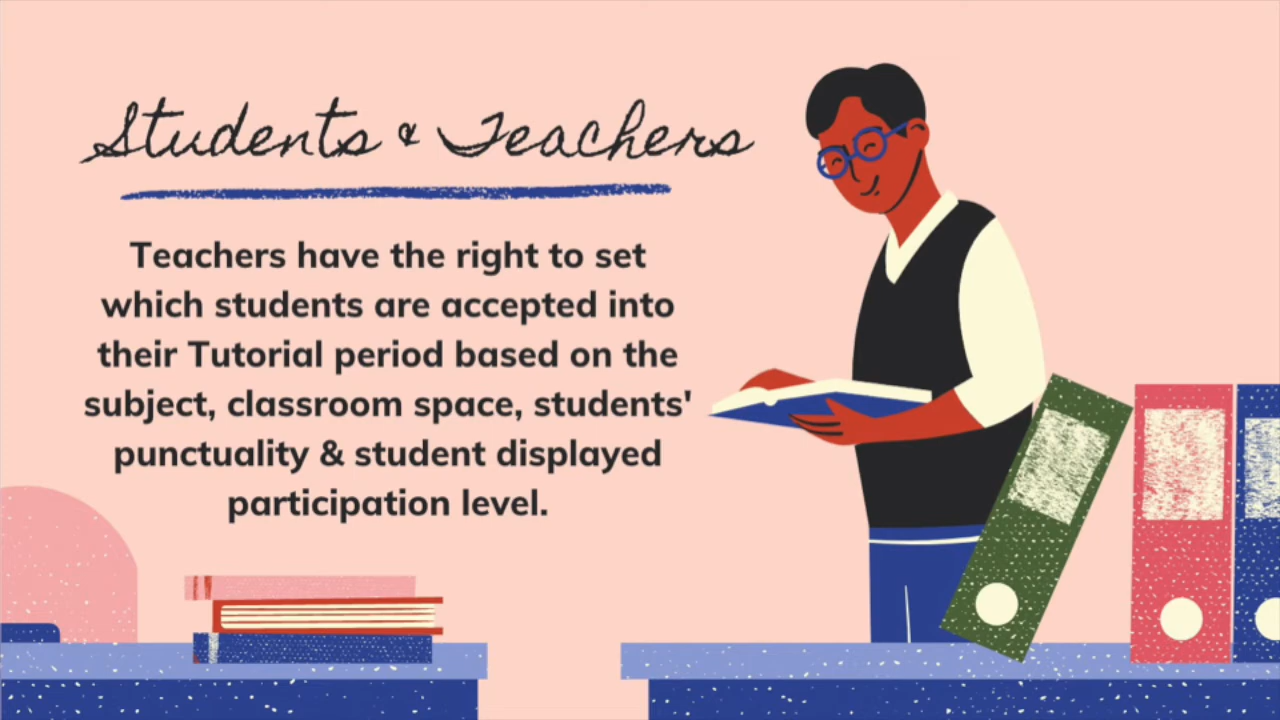 Students & Teachers
Teachers have the right to set
which students are accepted into
their Tutorial period based on the
subject, classroom space, students'
punctuality & student displayed
participation level.